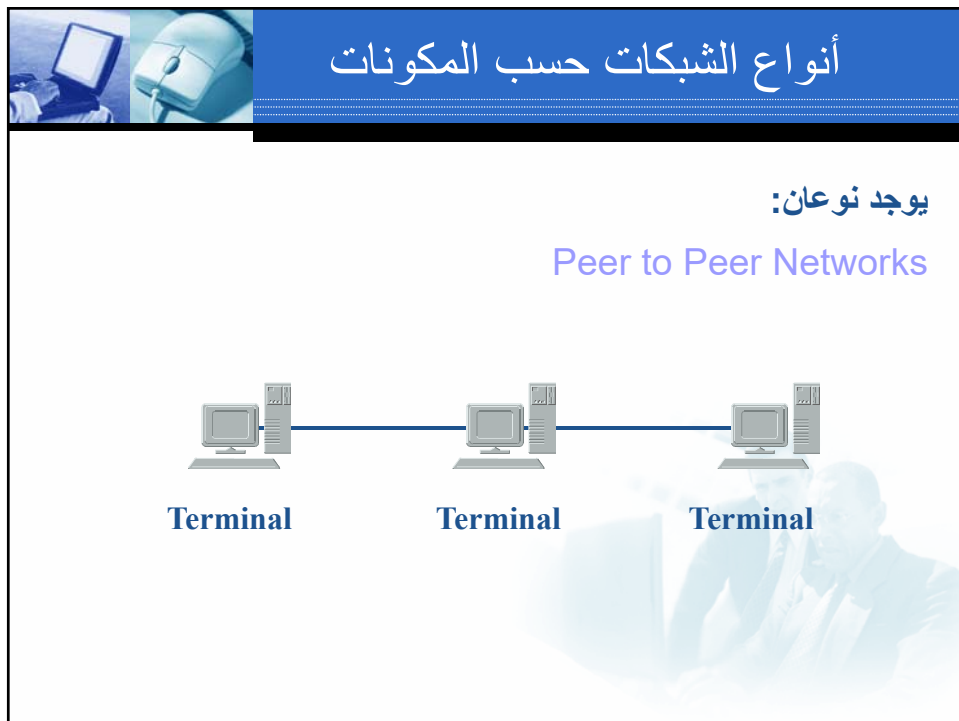 أنواع الشبكات حسب المكونات
يوجد نوعان:
Peer to Peer Networks
Terminal Terminal Terminal